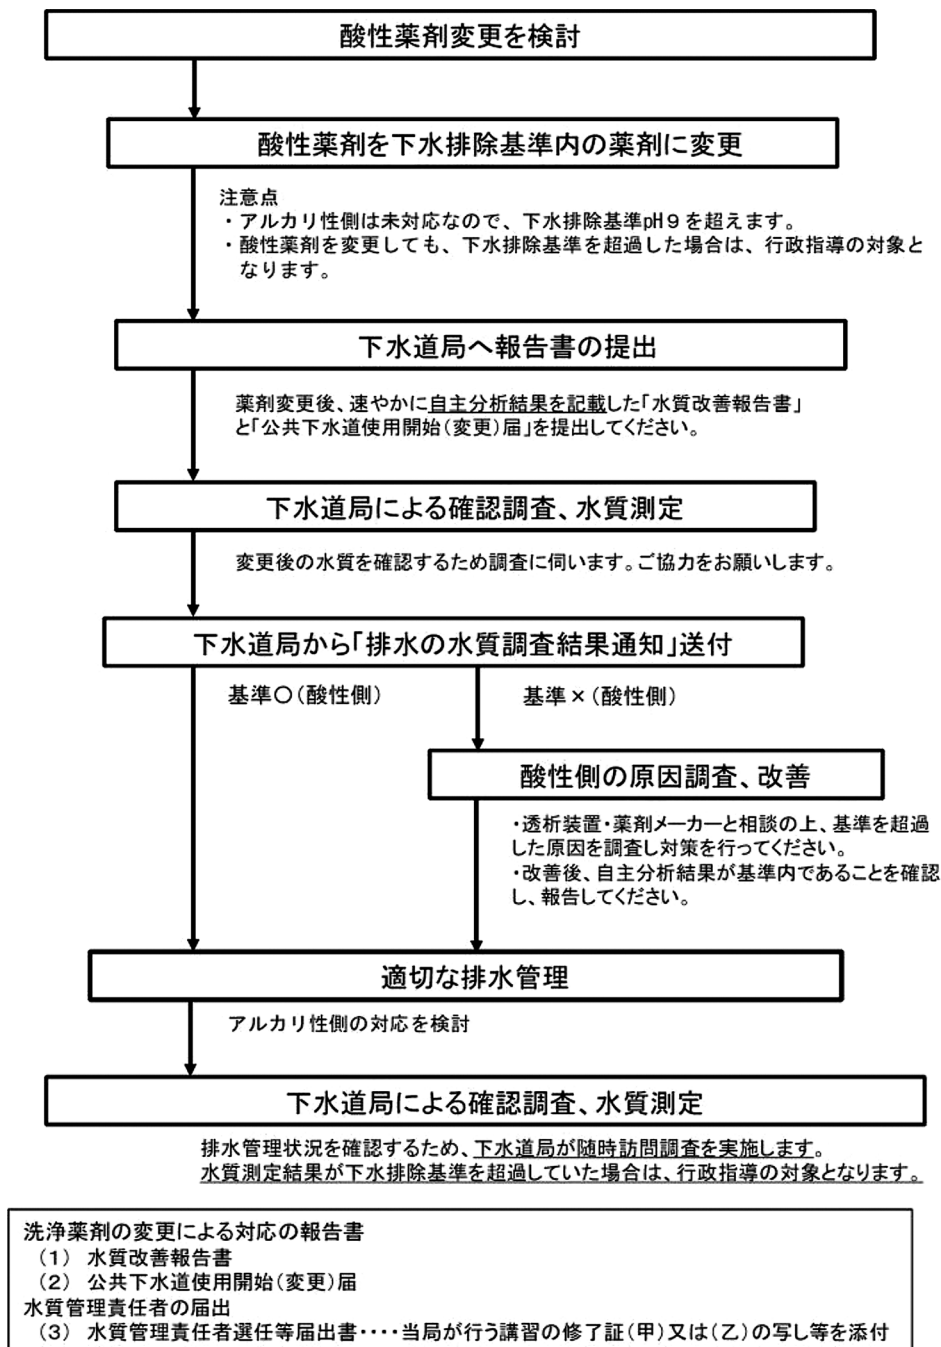 酸性薬剤変更を検討
酸性薬剤を下水排除基準内の薬剤に変更
注意点
・アルカリ性側は未対応なので、下水排除基準pH９を超えます。
・酸性薬剤を変更しても、下水排除基準を超過した場合は、行政指導の対象と
なります。
下水道局へ報告書の提出
薬剤変更後、速やかに自主分析結果を記載した「水質改善報告書」
と「公共下水道使用開始（変更）届」を提出してください。
下水道局による確認調査、水質測定
変更後の水質を確認するため調査に伺います。ご協力をお願いします。
下水道局から「排水の水質調査結果通知」送付
基準〇（酸性側）
基準×（酸性側）
酸性側の原因調査、改善
・透析装置・薬剤メーカーと相談の上、基準を超過
した原因を調査し対策を行ってください。
・改善後、自主分析結果が基準内であることを確認
し、報告してください。
適切な排水管理
アルカリ性側の対応を検討
下水道局による確認調査、水質測定
排水管理状況を確認するため、下水道局が随時訪問調査を実施します。
水質測定結果が下水排除基準を超過していた場合は、行政指導の対象となります。
洗浄薬剤の変更による対応の報告書
（１） 水質改善報告書
（２） 公共下水道使用開始（変更）届
水質管理責任者の届出
（３） 水質管理責任者選任等届出書････当局が行う講習の修了証（甲）又は（乙）の写し等を添付